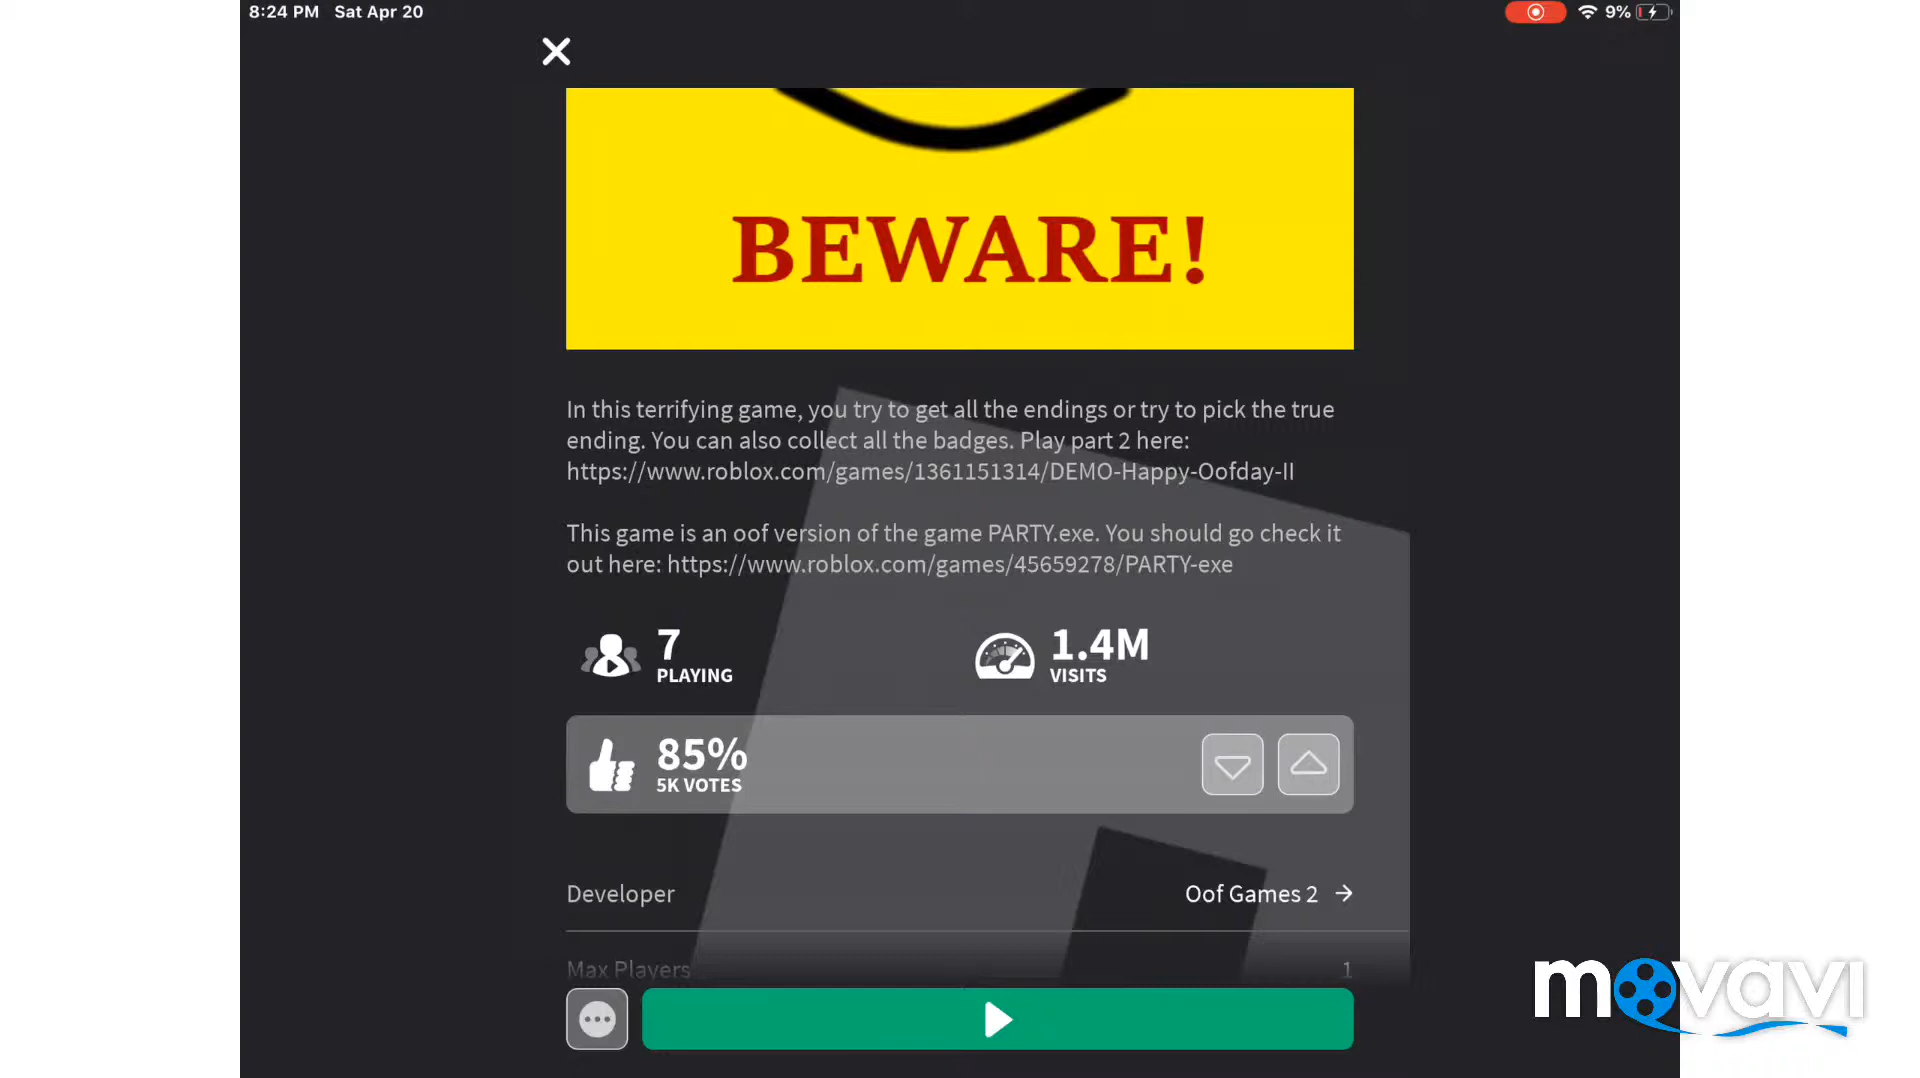 8:24 PM Sat Apr 20
9%
BEWARE!
In this terrifying game, you try to get all the endings or try to pick the true
ending. You can also collect all the badges. Play part 2 here:
https://www.roblox.com/games/1361151314/DEMO-Happy-Oofday-II
This game is an oof version of the game PARTY.exe. You should go check it
out here: https://www.roblox.com/games/45659278/PARTY-exe
7
PLAYING
1.4M
VISITS
85%
5K VOTES
Developer
Oof Games 2
Max Players
1
movavi